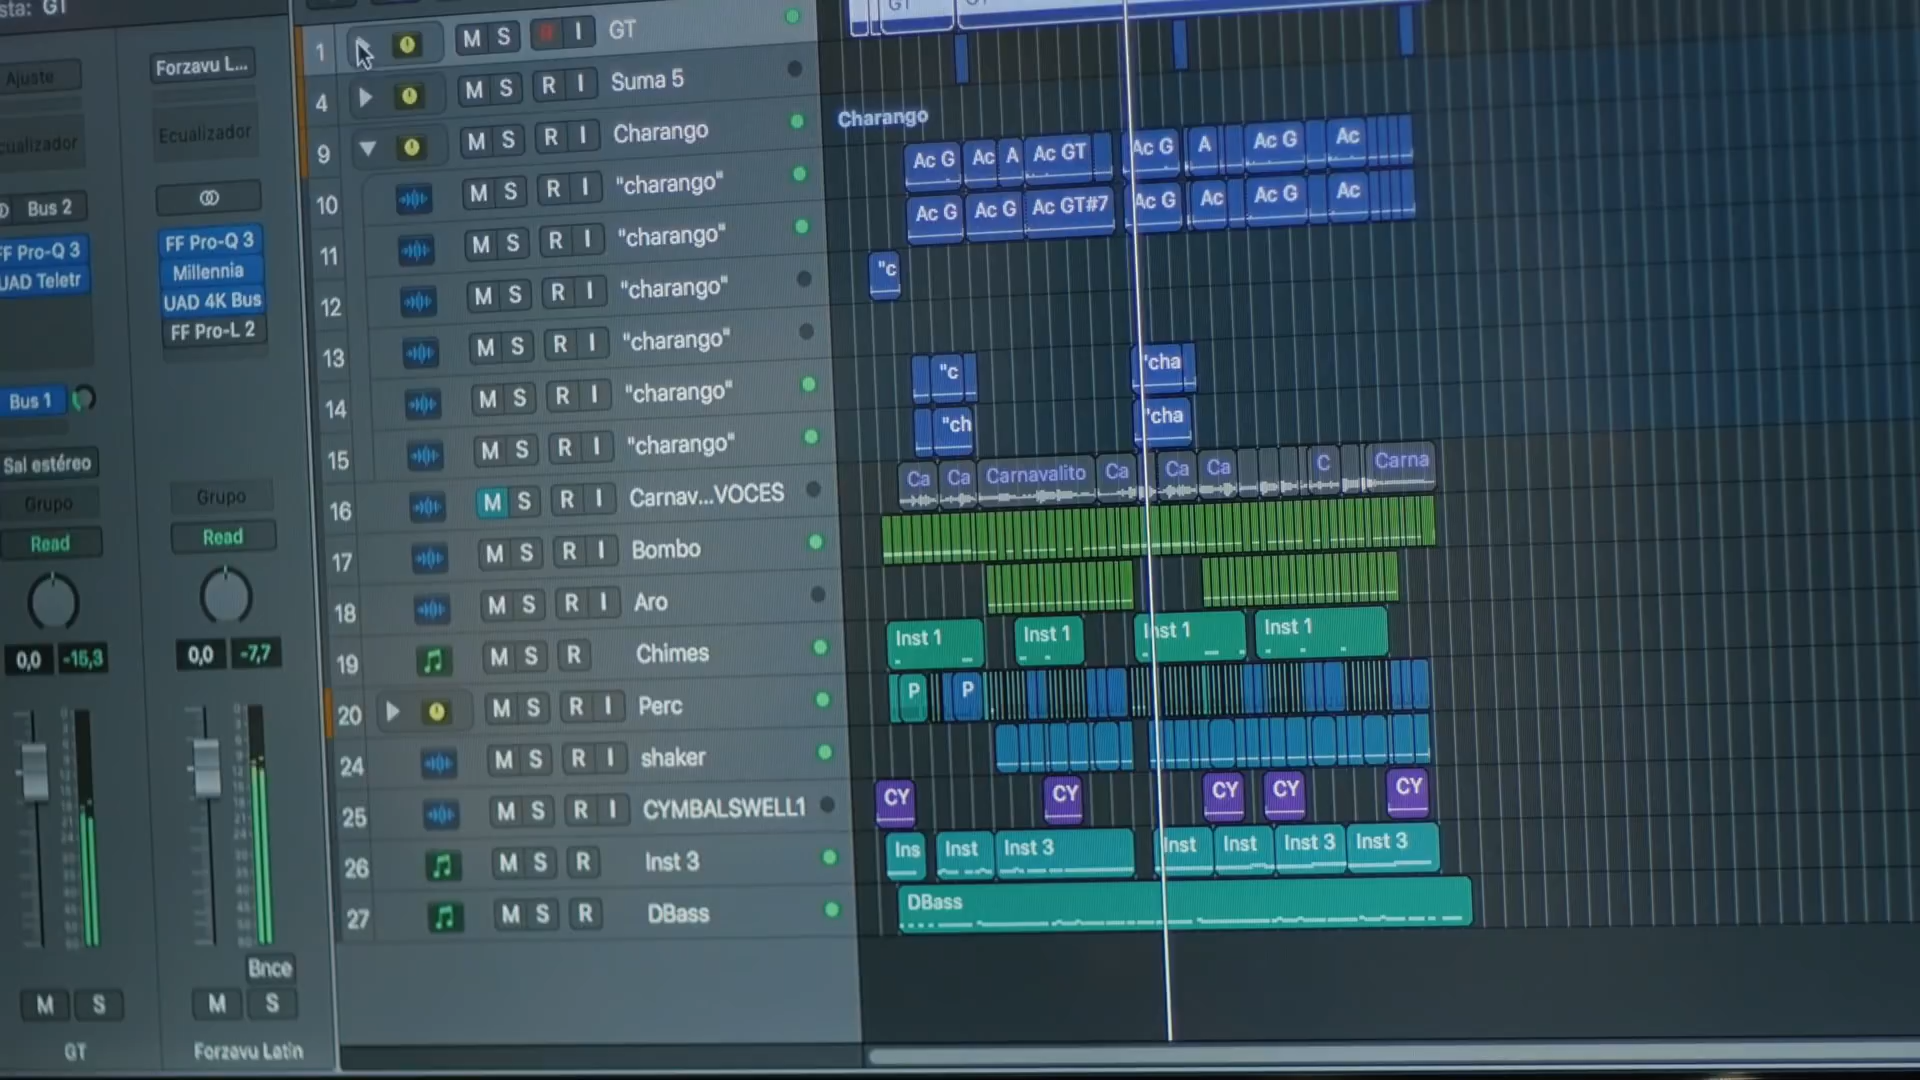 sta: GT
Ajuste
cualizador
Bus 2
FF Pro-Q 3
UAD Teletr
Bus 1
Sal estéreo
Grupo
Read
0,0 -15,3
M S
GT
Forzavu L...
Ecualizador
FF Pro-Q 3
Millennia
UAD 4K Bus
FF Pro-L 2
Grupo
Read
0,0 -7,7
Bnce
M S
Forzavu Latin
1 M S I GT
4 M S R I Suma 5
9 M S R I Charango
10 M S R I "charango"
11 M S R I "charango"
12 M S R I "charango"
13 M S R I "charango"
14 M S R I "charango"
15 M S R I "charango"
16 M S R I Carnav...VOCES
17 M S R I Bombo
18 M S R I Aro
19 M S R Chimes
20 M S R I Perc
24 M S R I shaker
25 M S R I CYMBALSWELL1
26 M S R Inst 3
27 M S R DBass
Charango
Ac G Ac A Ac GT Ac G A Ac G Ac
Ac G Ac G Ac GT#7 Ac G Ac Ac G Ac
"c
"c 'cha
"ch 'cha
Ca Ca Carnavalito Ca Ca Ca C Carna
Inst 1 Inst 1 Inst 1 Inst 1
P P
CY CY CY CY CY
Ins Inst Inst 3 Inst Inst Inst 3 Inst 3
DBass